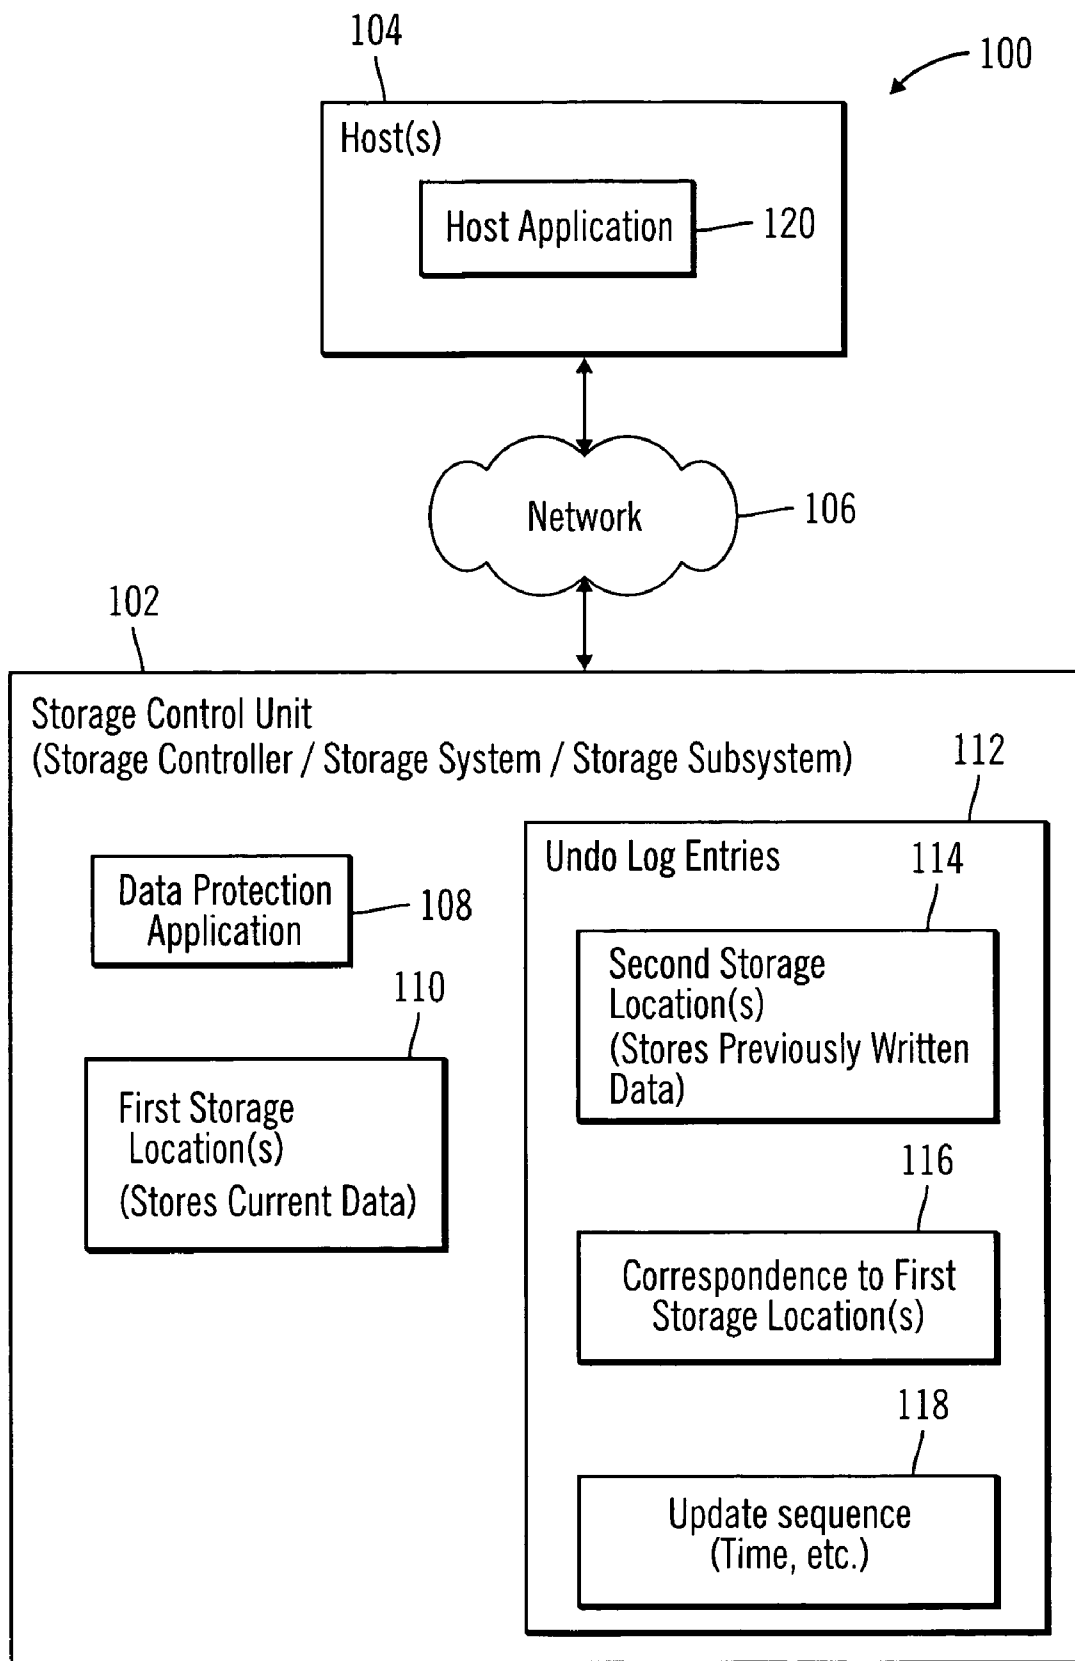 104
100
Host(s)
Host Application
120
Network
106
102
Storage Control Unit
(Storage Controller / Storage System / Storage Subsystem)
112
Undo Log Entries
114
Data Protection
Application
108
Second Storage
Location(s)
(Stores Previously Written
Data)
110
First Storage
Location(s)
(Stores Current Data)
116
Correspondence to First
Storage Location(s)
118
Update sequence
(Time, etc.)